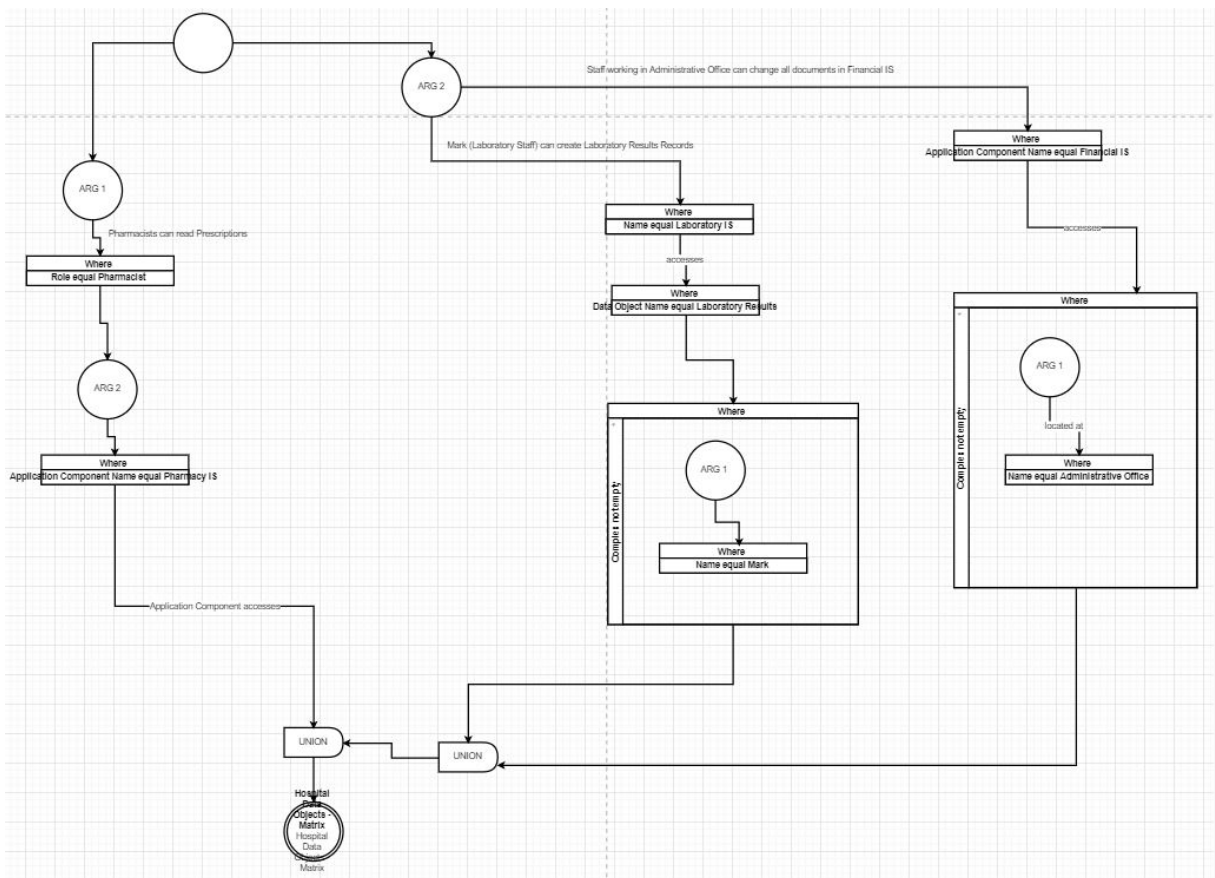 Staff working in Administrative Office can change all documents in Financial IS
ARG 2
Where
Application Component Name equal Financial IS
Mark (Laboratory Staff) can create Laboratory Results Records
ARG 1
Where
Name equal Laboratory IS
Pharmacists can read Prescriptions
accesses
Where
Role equal Pharmacist
accesses
Where
Data Object Name equal Laboratory Results
Where
ARG 1
ARG 2
Where
located at
Where
Name equal Administrative Office
Complex not empty
Where
Application Component Name equal Pharmacy IS
ARG 1
Complex not empty
Where
Name equal Mark
Application Component accesses
UNION
UNION
Hospital
Data
Objects -
Matrix
Hospital
Data
Matrix